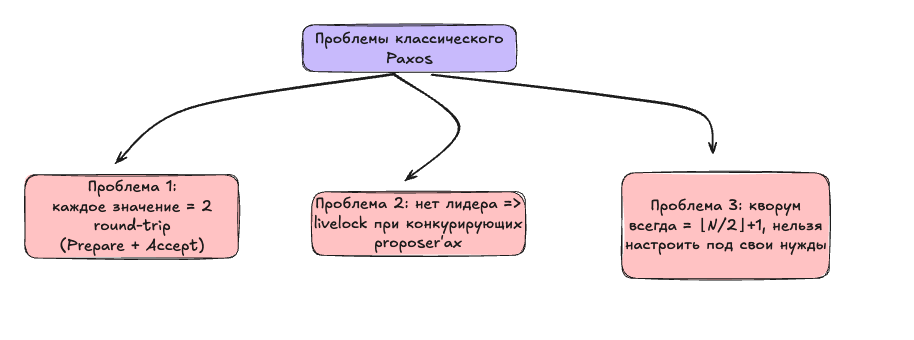 Проблемы классического
Paxos
Проблема 1:
каждое значение = 2
round-trip
(Prepare + Accept)
Проблема 2: нет лидера =>
livelock при конкурирующих
proposer'ах
Проблема 3: кворум
всегда = ⌊N/2⌋+1, нельзя
настроить под свои нужды